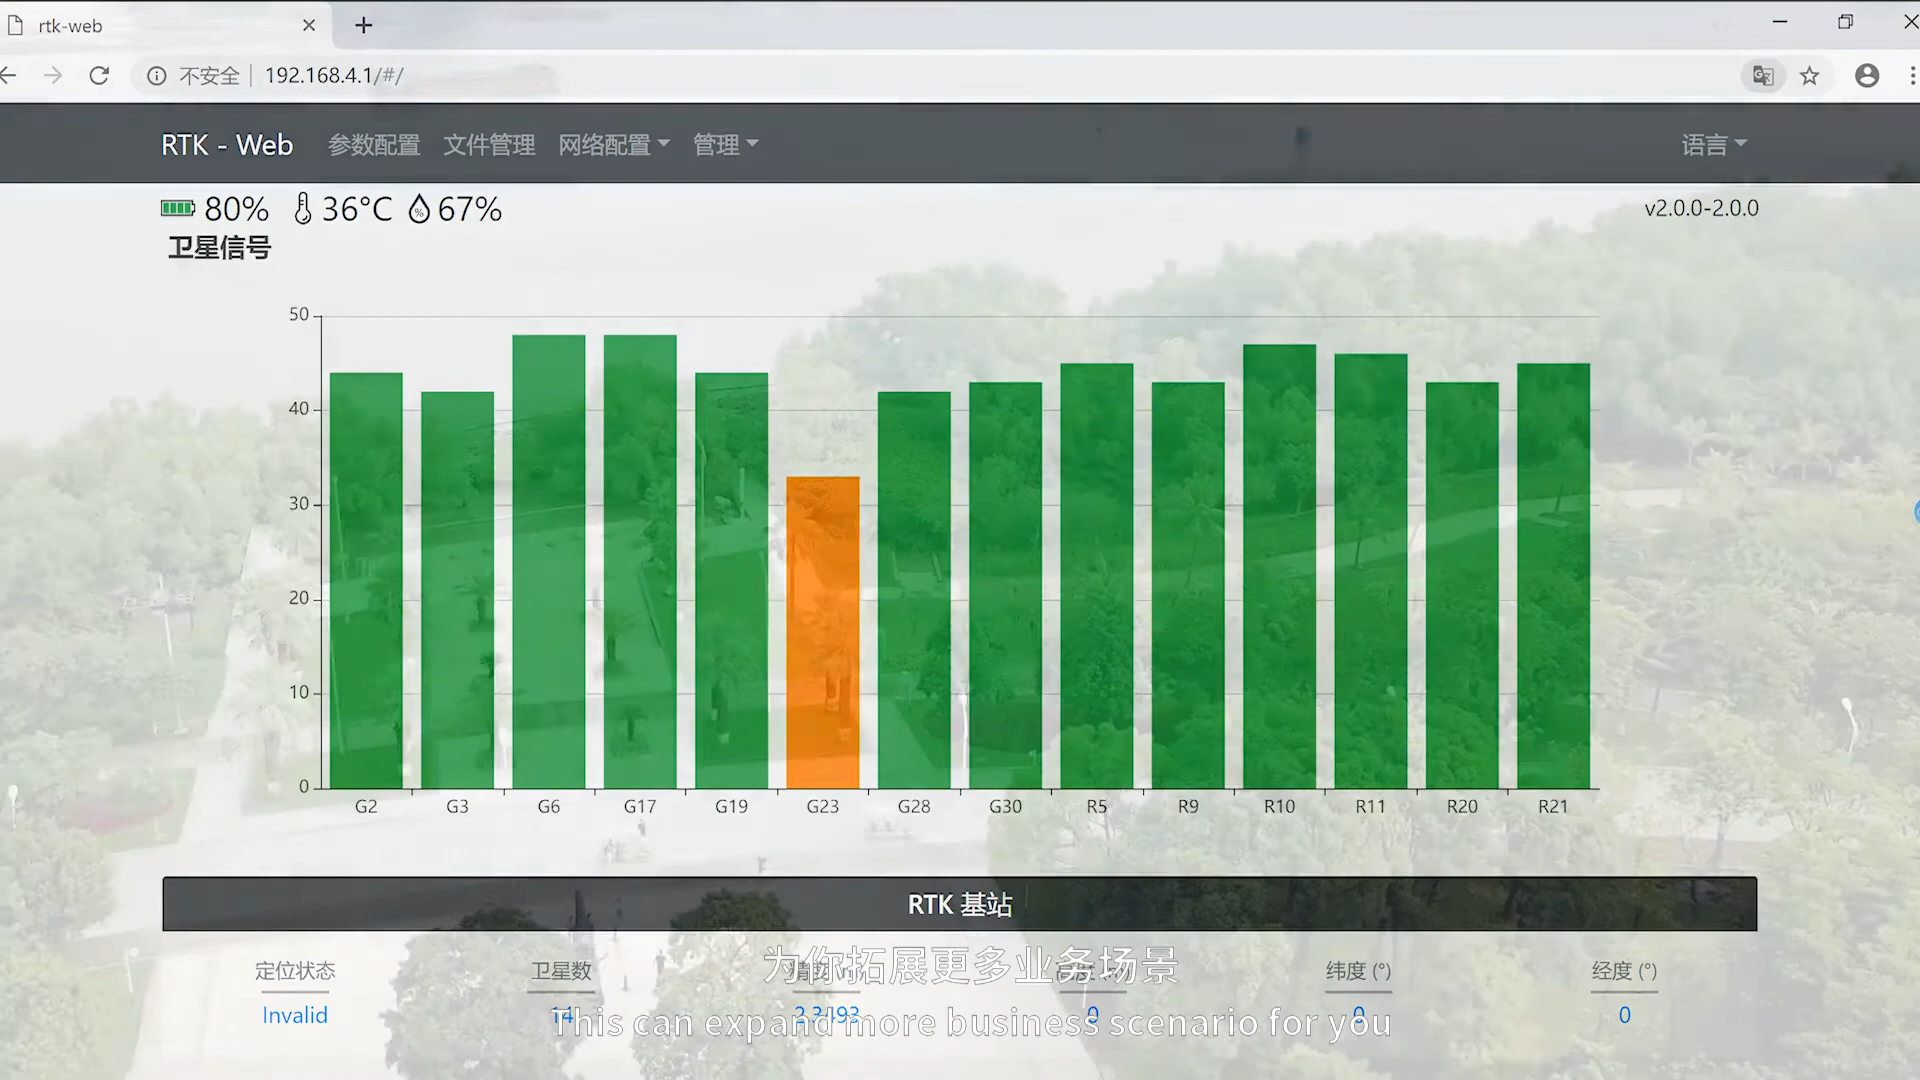 rtk-web
不安全 192.168.4.1/#/
RTK - Web 参数配置 文件管理 网络配置 管理 语言
80% 36°C 67% v2.0.0-2.0.0
卫星信号
50
40
30
20
10
0
G2 G3 G6 G17 G19 G23 G28 G30 R5 R9 R10 R11 R20 R21
RTK 基站
定位状态 卫星数 纬度 (°) 经度 (°)
为你拓展更多业务场景
Invalid 14 2.3493 0 0 0
This can expand more business scenario for you